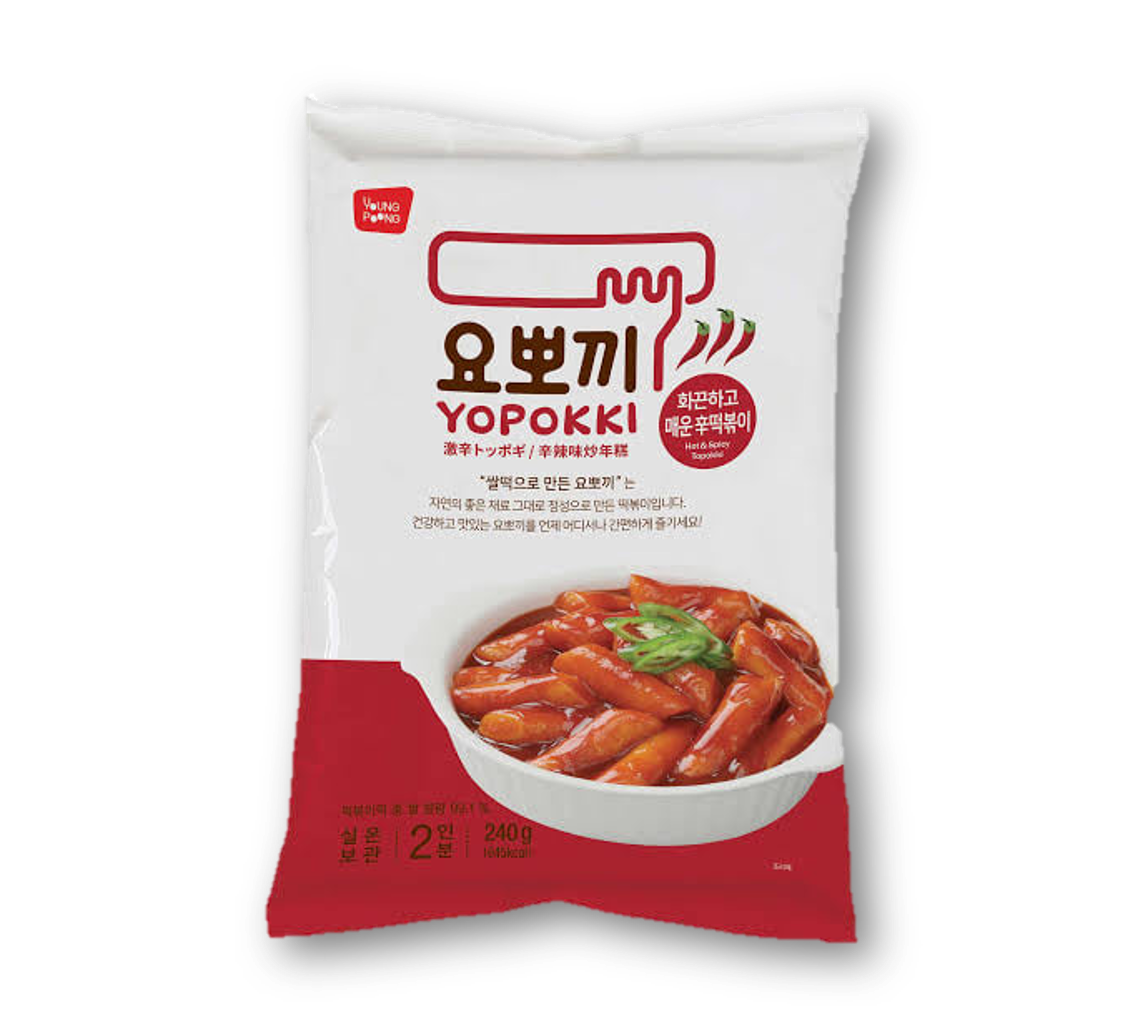 YOUNG
POONG
요뽀끼
YOPOKKI
激辛トッポギ / 辛辣味炒年糕
화끈하고
매운 辛떡볶이
Hot & Spicy
Topokki
“쌀떡으로 만든 요뽀끼”는
자연의 좋은 재료 그대로 정성으로 만든 떡볶이입니다.
건강하고 맛있는 요뽀끼를 언제 어디서나 간편하게 즐기세요!
실온
보관
2인분
240g